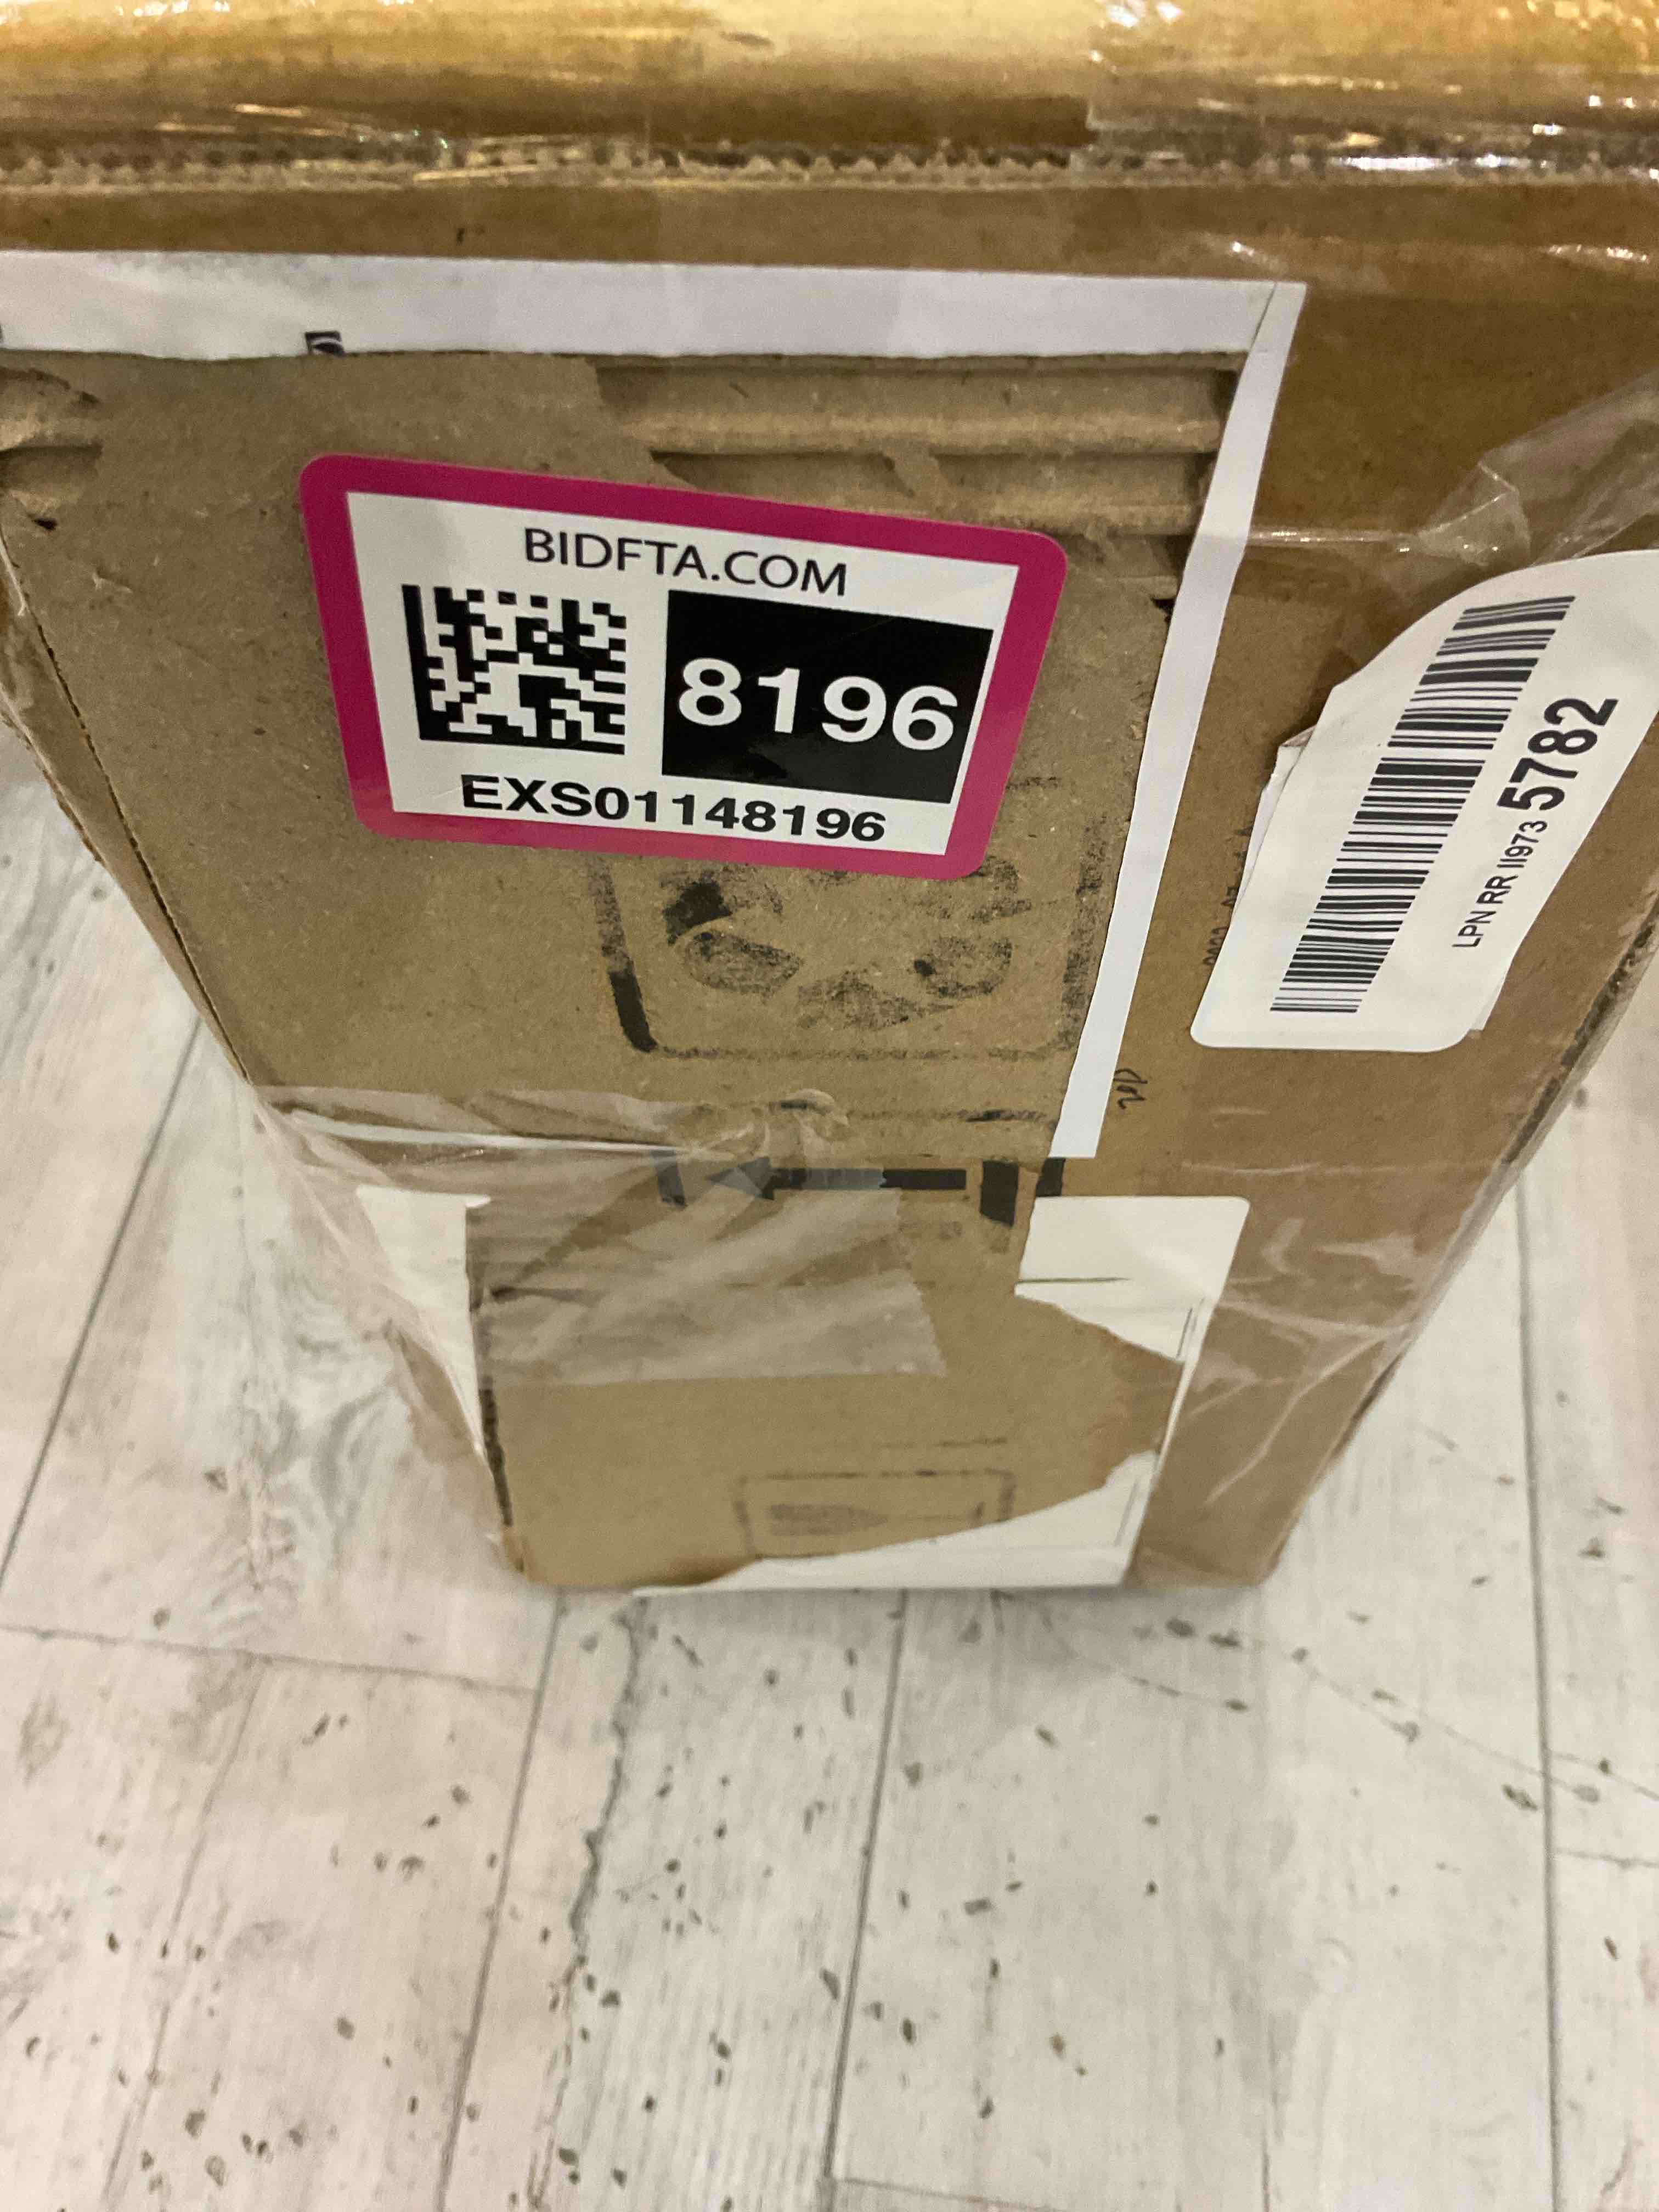 BIDFTA.COM
8196
EXS01148196
LPN RR II973 5782